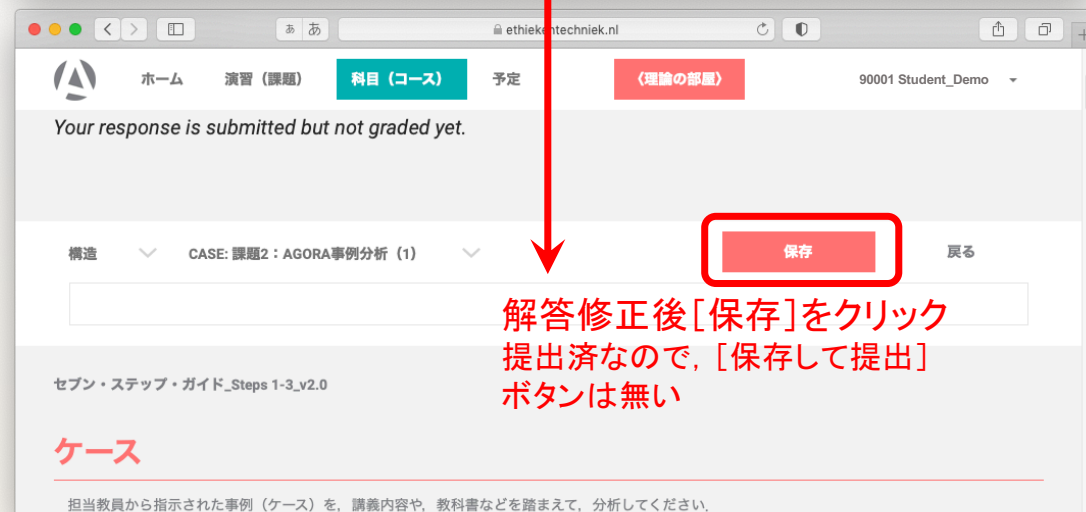 ああ ethiekentechniek.nl
ホーム 演習（課題） 科目（コース） 予定 〈理論の部屋〉 90001 Student_Demo
Your response is submitted but not graded yet.
構造 CASE: 課題2：AGORA事例分析（1） 保存 戻る
解答修正後［保存］をクリック
提出済なので，［保存して提出］
ボタンは無い
セブン・ステップ・ガイド_Steps 1-3_v2.0
ケース
担当教員から指示された事例（ケース）を，講義内容や，教科書などを踏まえて，分析してください．